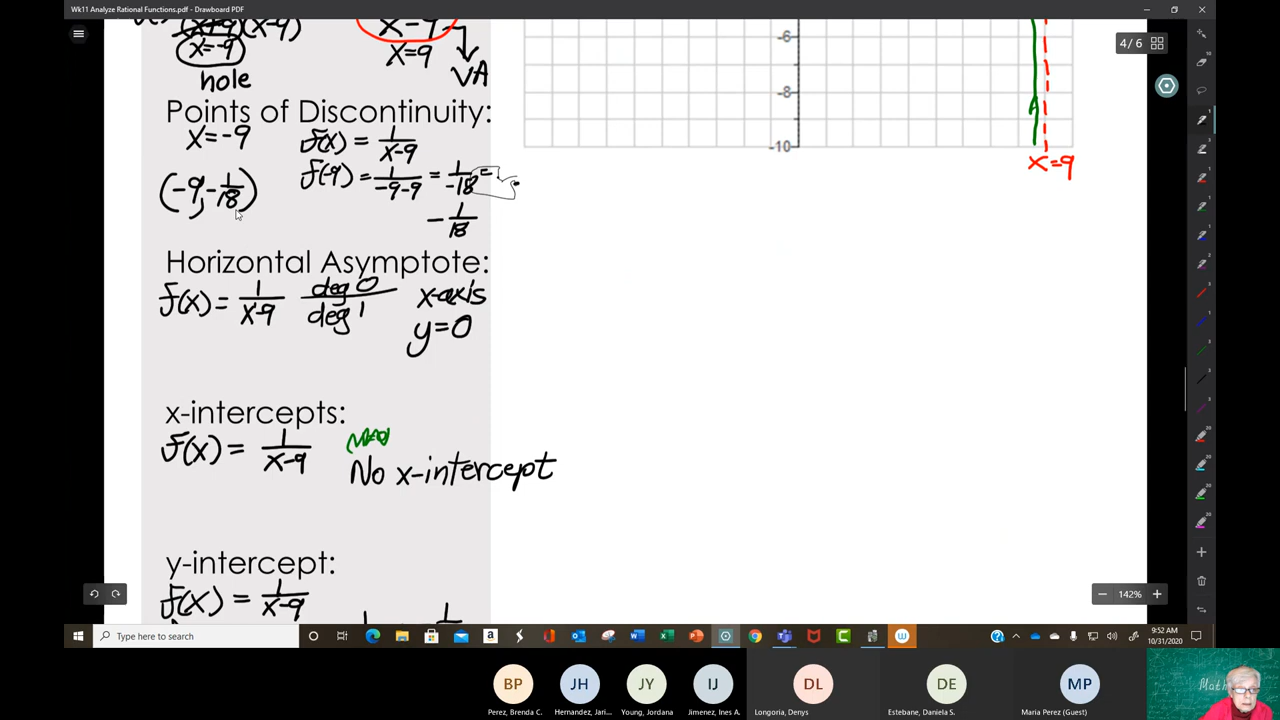 Wk11 Analyze Rational Functions.pdf - Drawboard PDF
4/6
(x+9)(x-9)
x-9
x=-9
x=9
hole
VA
-6
-8
-10
x=9
Points of Discontinuity:
x=-9
f(x) = 1/x-9
f(-9) = 1/-9-9 = 1/-18 =
(-9, -1/18)
-1/18
Horizontal Asymptote:
f(x) = 1/x-9
deg 0/deg 1
x-axis
y=0
x-intercepts:
f(x) = 1/x-9
No x-intercept
y-intercept:
f(x) = 1/x-9
142%
Type here to search
9:52 AM
10/31/2020
BP
JH
JY
IJ
DL
DE
MP
Perez, Brenda C.
Hernandez, Jari...
Young, Jordana
Jimenez, Ines A.
Longoria, Denys
Estebane, Daniela S.
Maria Perez (Guest)